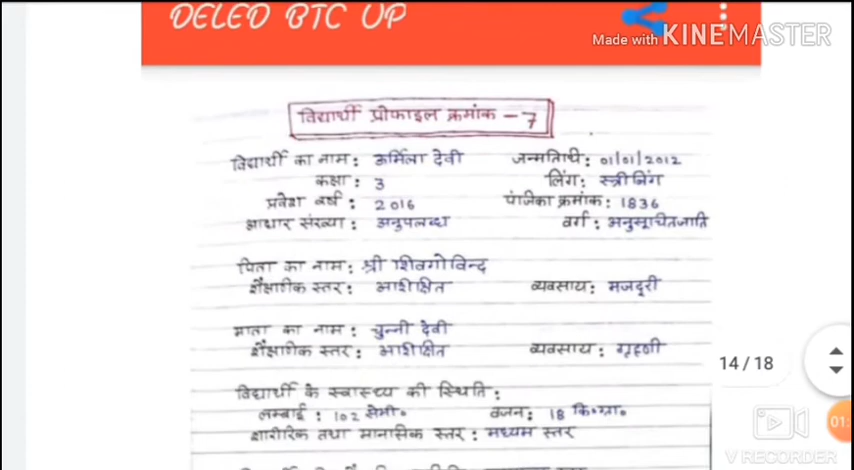 DELED BTC UP
Made with KINEMASTER
विद्यार्थी प्रोफाइल क्रमांक - 7
विद्यार्थी का नाम : ऊर्मिला देवी जन्मतिथी : 01/01/2012
कक्षा : 3 लिंग : स्त्रीलिंग
प्रवेश वर्ष : 2016 पंजिका क्रमांक : 1836
आधार संख्या : अनुपलब्ध वर्ग : अनुसूचितजाति
पिता का नाम : श्री शिवगोविन्द
शैक्षणिक स्तर : अशिक्षित व्यवसाय : मजदूरी
माता का नाम : चुन्नी देवी
शैक्षणिक स्तर : अशिक्षित व्यवसाय : गृहणी
14 / 18
विद्यार्थी के स्वास्थ्य की स्थिति :
लम्बाई : 102 सेमी० वजन : 18 कि०ग्रा०
01:
शारीरिक तथा मानसिक स्तर : मध्यम स्तर
V RECORDER